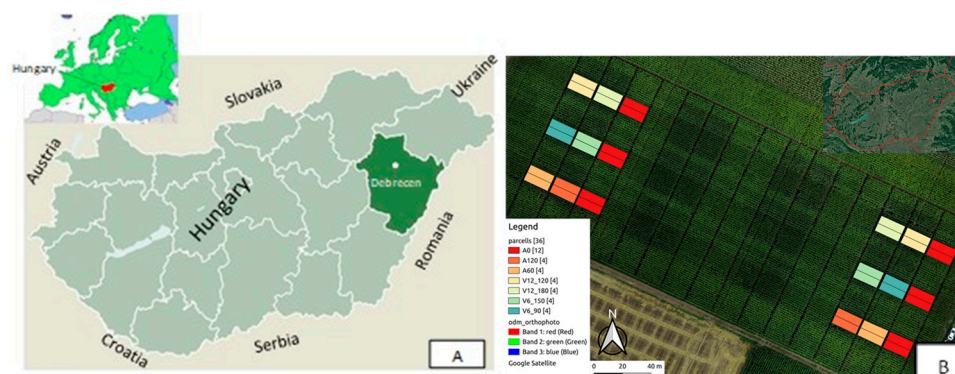 Hungary
Slovakia
Ukraine
Austria
Debrecen
Hungary
Romania
Croatia
Serbia
A
Legend
parcells [36]
A0 [12]
A120 [4]
A60 [4]
V12_120 [4]
V12_180 [4]
V6_150 [4]
V6_90 [4]
odm_orthophoto
Band 1: red (Red)
Band 2: green (Green)
Band 3: blue (Blue)
Google Satellite
N
0 20 40 m
B